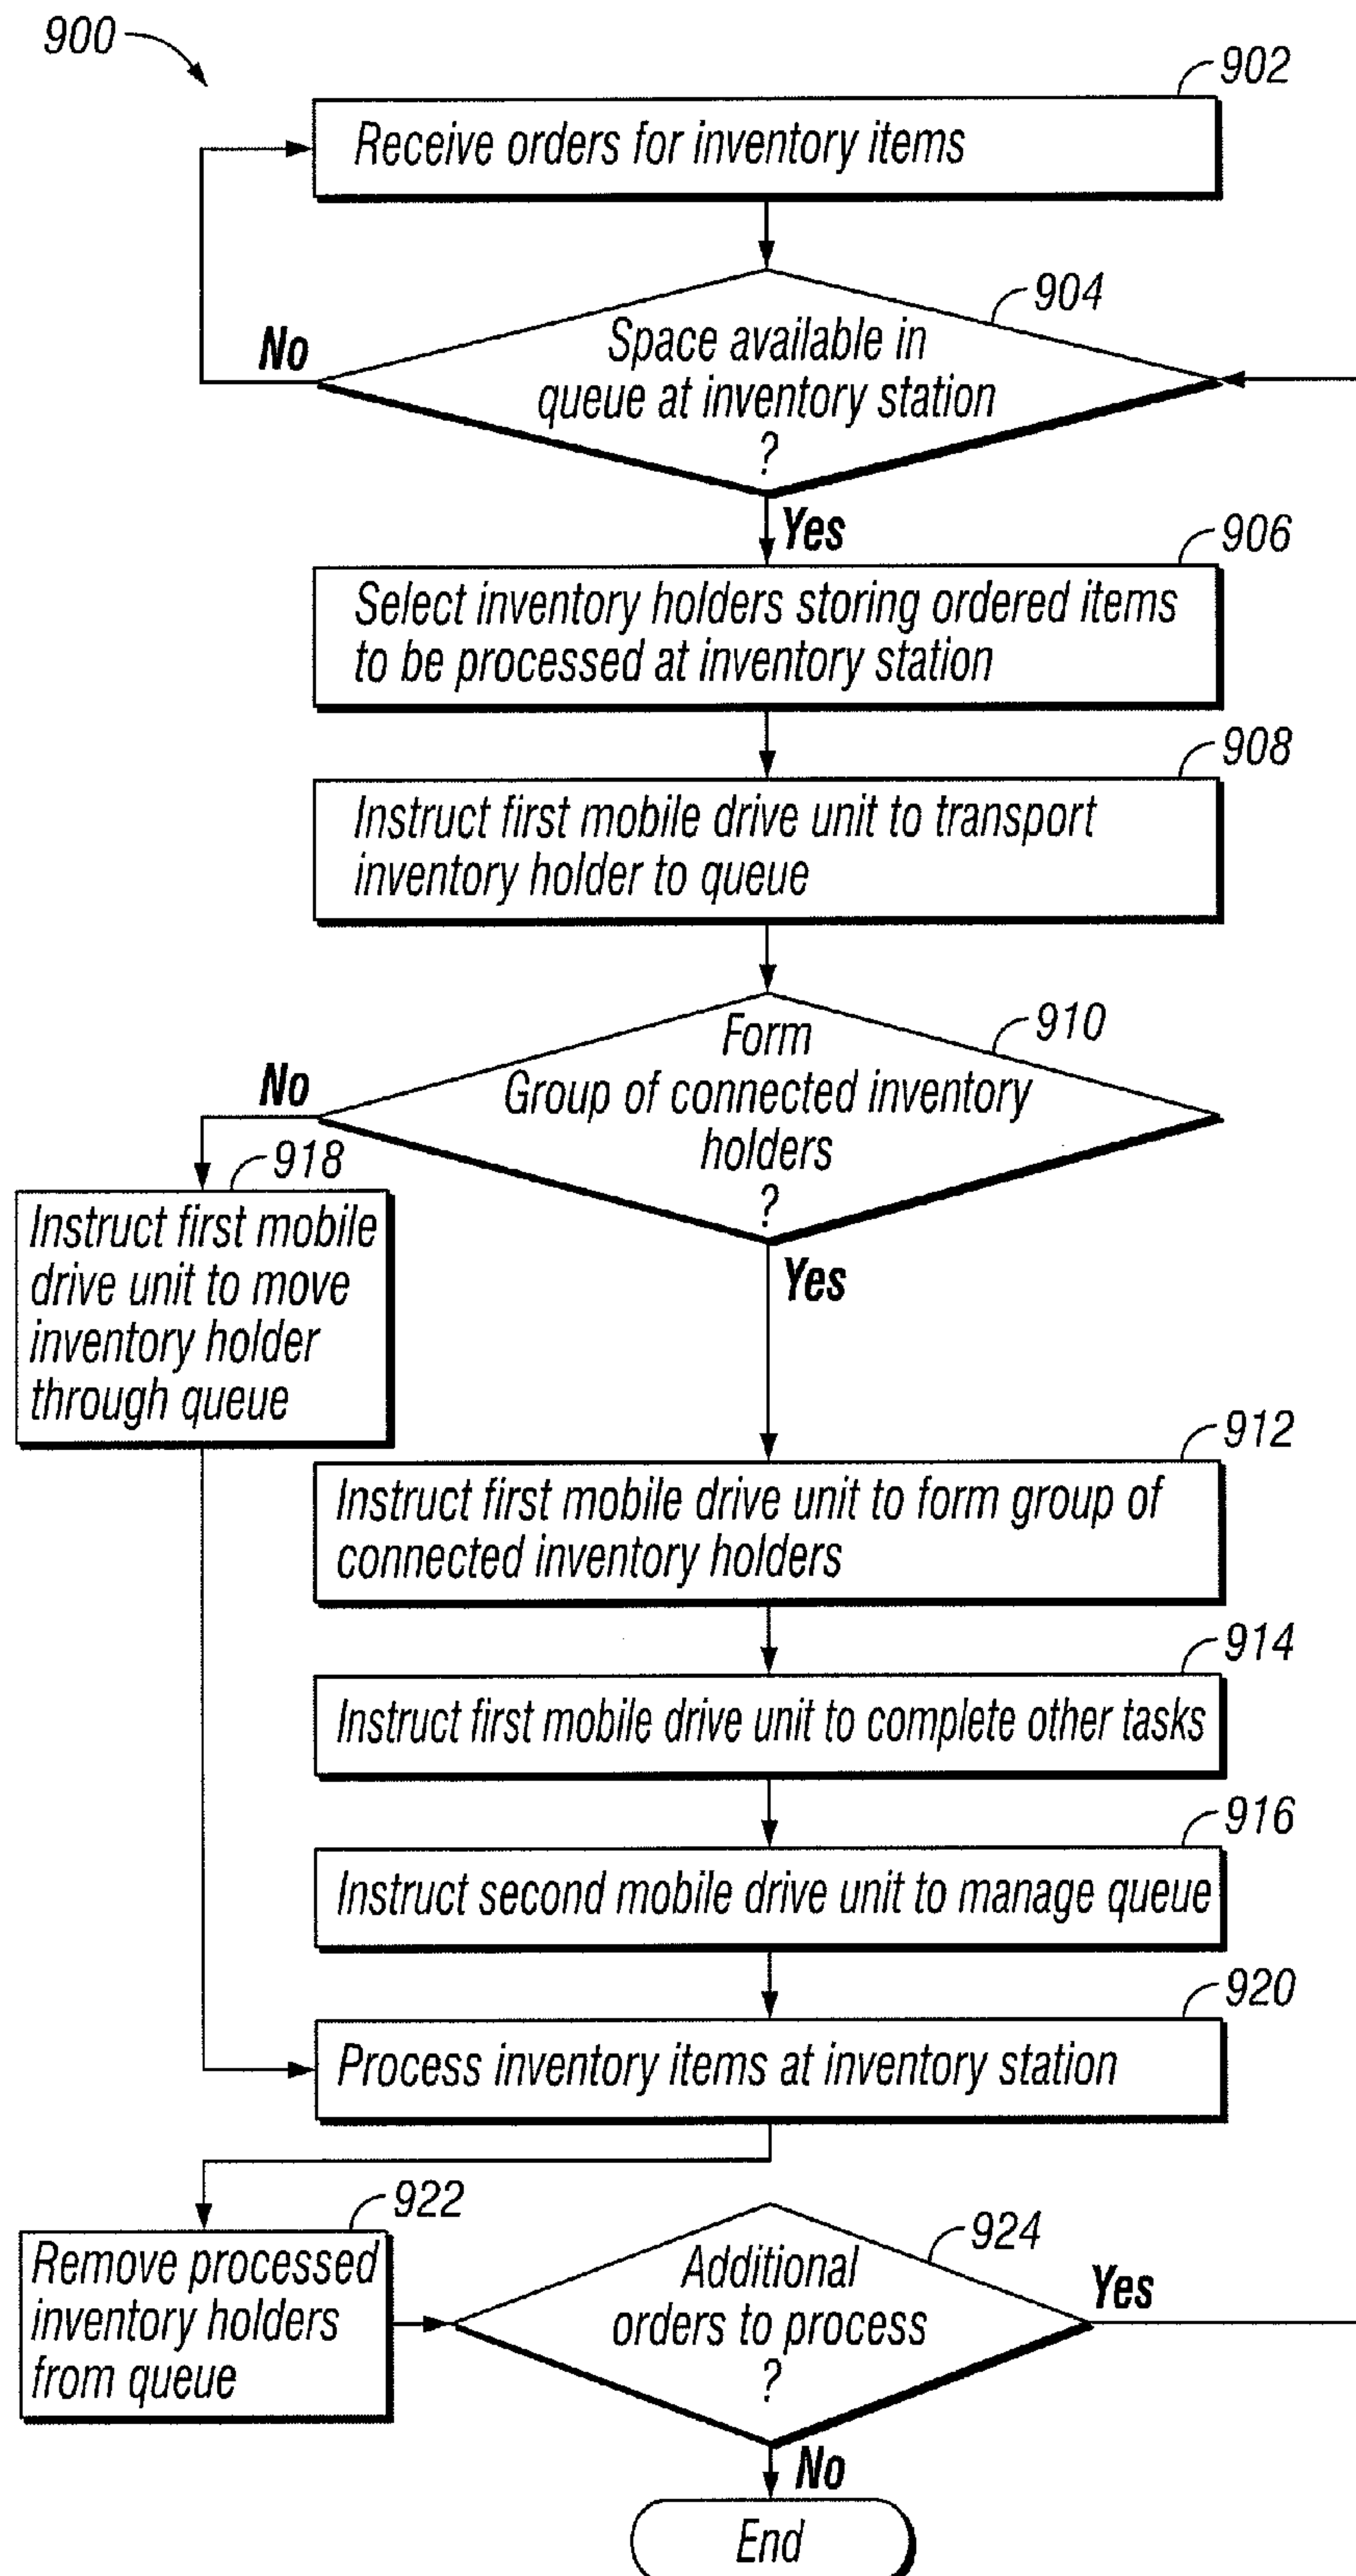 900
902
Receive orders for inventory items
904
Space available in
queue at inventory station
?
No
Yes
906
Select inventory holders storing ordered items
to be processed at inventory station
908
Instruct first mobile drive unit to transport
inventory holder to queue
910
Form
Group of connected inventory
holders
?
No
Yes
918
Instruct first mobile
drive unit to move
inventory holder
through queue
912
Instruct first mobile drive unit to form group of
connected inventory holders
914
Instruct first mobile drive unit to complete other tasks
916
Instruct second mobile drive unit to manage queue
920
Process inventory items at inventory station
922
Remove processed
inventory holders
from queue
924
Additional
orders to process
?
Yes
No
End